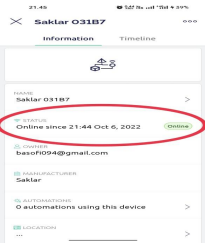 21.45
39%
Saklar 031B7
Information
Timeline
NAME
Saklar 031B7
STATUS
Online since 21:44 Oct 6, 2022
Online
OWNER
basofi094@gmail.com
MANUFACTURER
Saklar
AUTOMATIONS
0 automations using this device
LOCATION
...